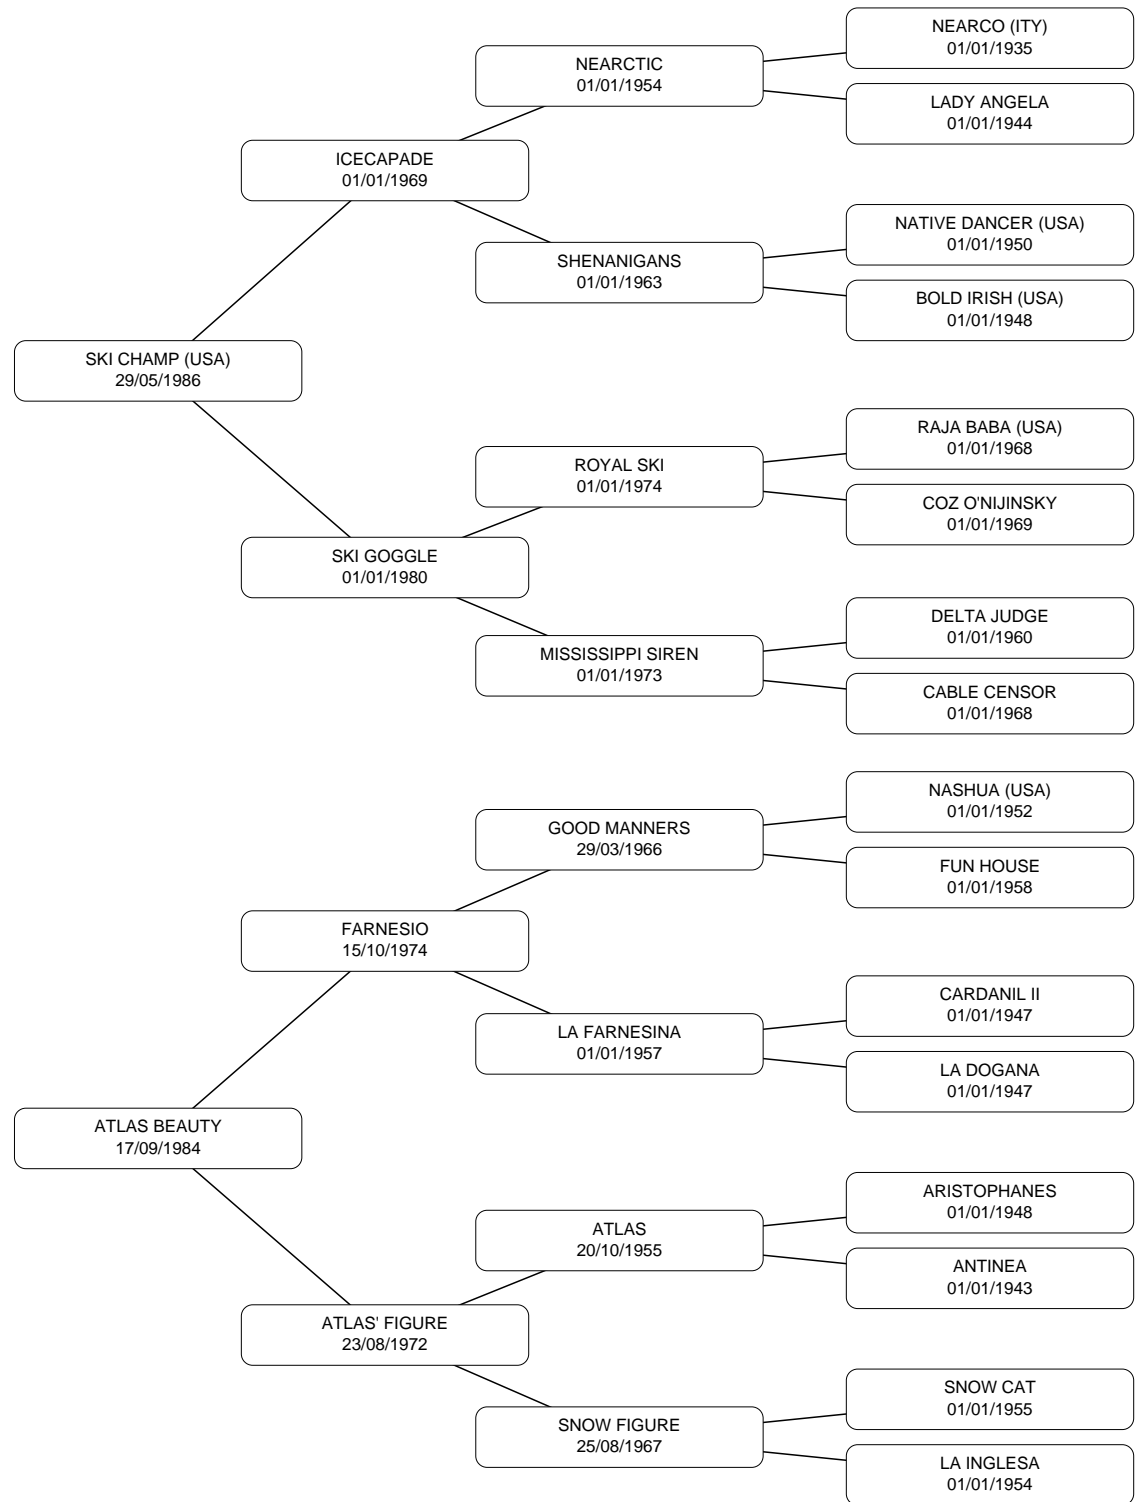 NEARCO (ITY)
01/01/1935
NEARCTIC
01/01/1954
LADY ANGELA
01/01/1944
ICECAPADE
01/01/1969
NATIVE DANCER (USA)
01/01/1950
SHENANIGANS
01/01/1963
BOLD IRISH (USA)
01/01/1948
SKI CHAMP (USA)
29/05/1986
RAJA BABA (USA)
01/01/1968
ROYAL SKI
01/01/1974
COZ O'NIJINSKY
01/01/1969
SKI GOGGLE
01/01/1980
DELTA JUDGE
01/01/1960
MISSISSIPPI SIREN
01/01/1973
CABLE CENSOR
01/01/1968
NASHUA (USA)
01/01/1952
GOOD MANNERS
29/03/1966
FUN HOUSE
01/01/1958
FARNESIO
15/10/1974
CARDANIL II
01/01/1947
LA FARNESINA
01/01/1957
LA DOGANA
01/01/1947
ATLAS BEAUTY
17/09/1984
ARISTOPHANES
01/01/1948
ATLAS
20/10/1955
ANTINEA
01/01/1943
ATLAS' FIGURE
23/08/1972
SNOW CAT
01/01/1955
SNOW FIGURE
25/08/1967
LA INGLESA
01/01/1954